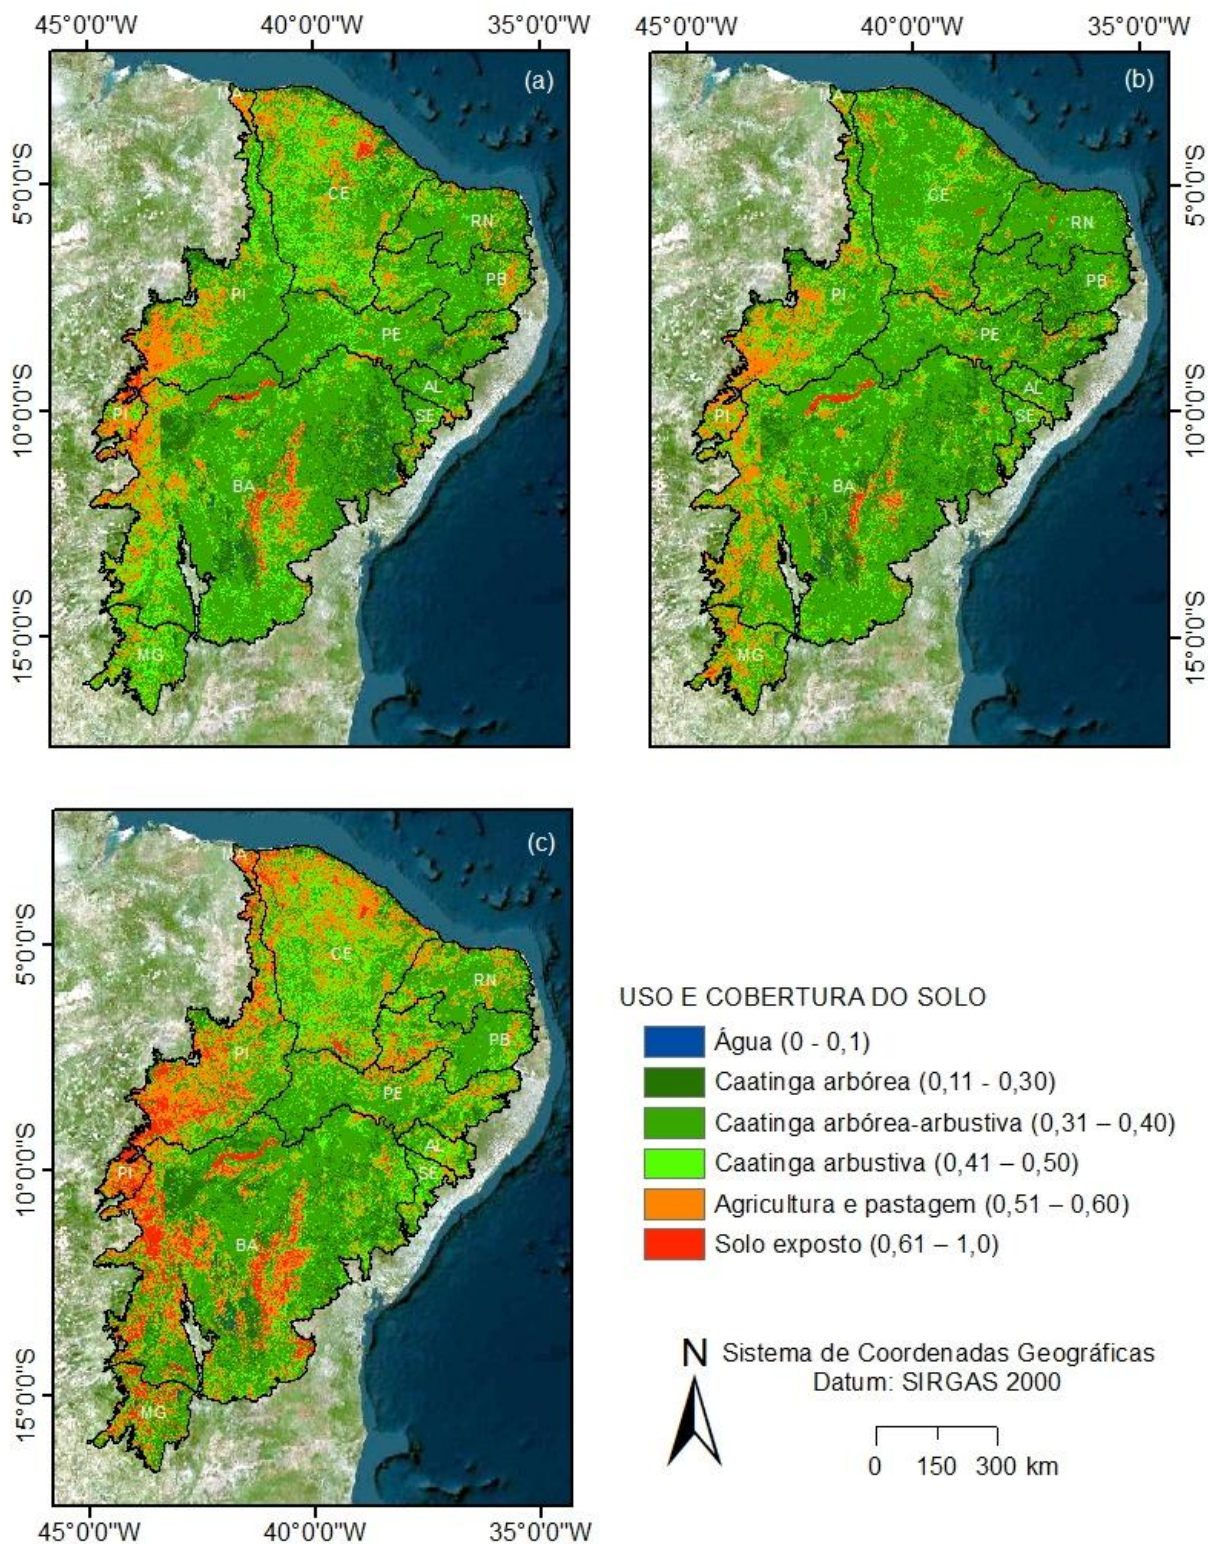 45°0'0"W 40°0'0"W 35°0'0"W
45°0'0"W 40°0'0"W 35°0'0"W
(a)
5°0'0"S
10°0'0"S
15°0'0"S
CE
RN
PB
PI
PE
AL
PI
SE
BA
MG
(b)
5°0'0"S
10°0'0"S
15°0'0"S
CE
RN
PB
PI
PE
AL
PI
SE
BA
MG
(c)
5°0'0"S
10°0'0"S
15°0'0"S
CE
RN
PB
PI
PE
AL
PI
SE
BA
MG
45°0'0"W 40°0'0"W 35°0'0"W
USO E COBERTURA DO SOLO
Água (0 - 0,1)
Caatinga arbórea (0,11 - 0,30)
Caatinga arbórea-arbustiva (0,31 – 0,40)
Caatinga arbustiva (0,41 – 0,50)
Agricultura e pastagem (0,51 – 0,60)
Solo exposto (0,61 – 1,0)
N
Sistema de Coordenadas Geográficas
Datum: SIRGAS 2000
0 150 300 km